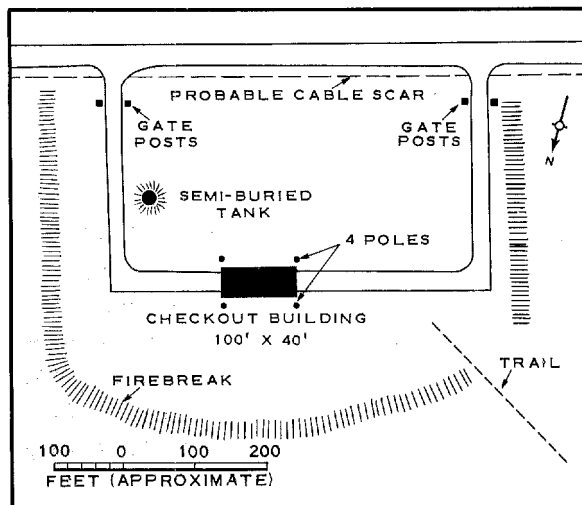 PROBABLE CABLE SCAR
GATE
POSTS
GATE
POSTS
N
SEMI-BURIED
TANK
4 POLES
CHECKOUT BUILDING
100' X 40'
FIREBREAK
TRAIL
100 0 100 200
FEET (APPROXIMATE)